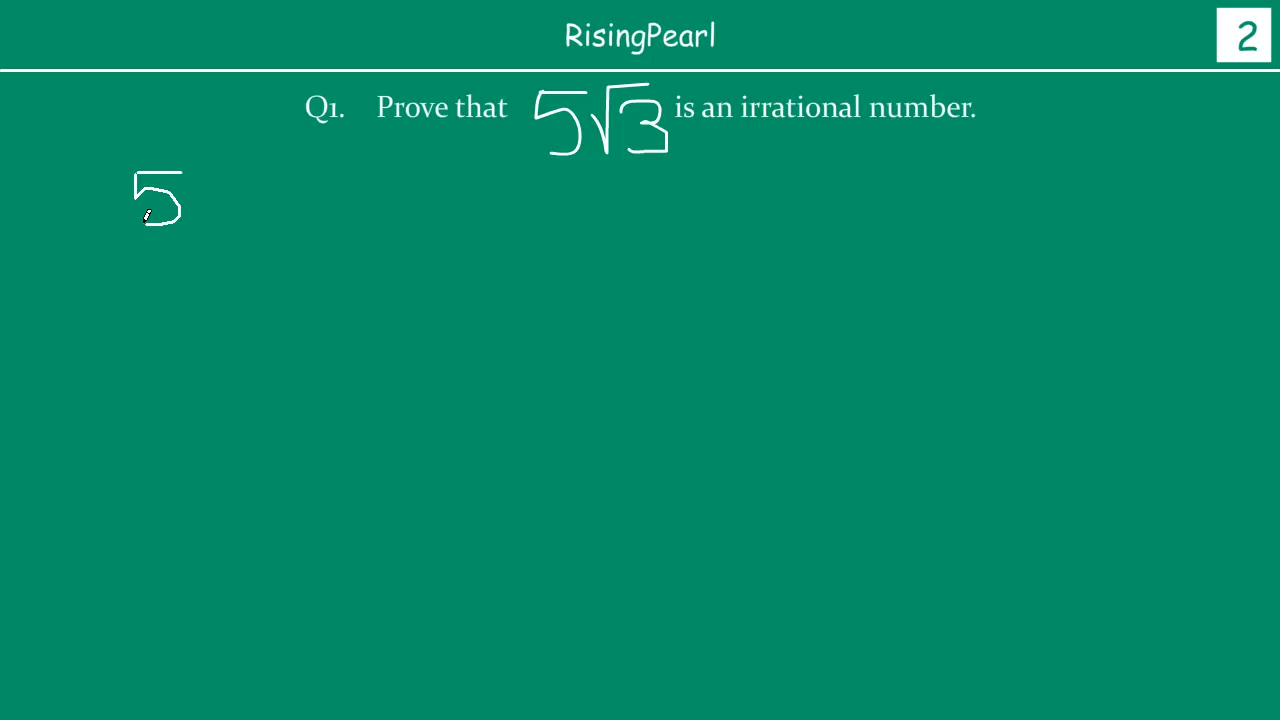 RisingPearl
2
Q1. Prove that 5√3 is an irrational number.
5